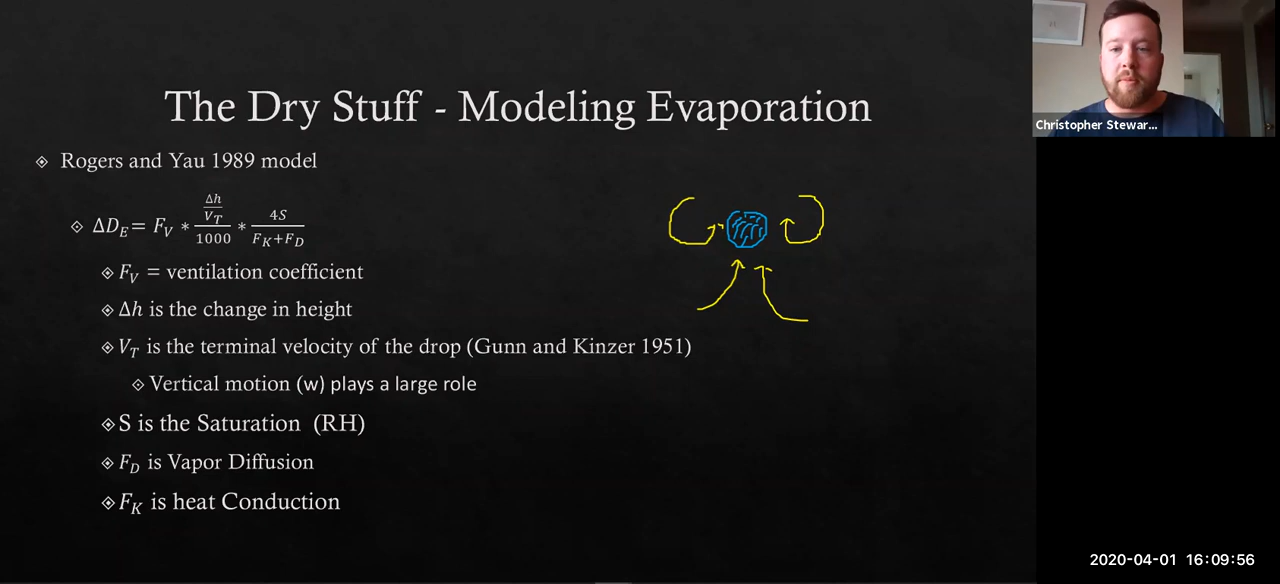 The Dry Stuff - Modeling Evaporation
Rogers and Yau 1989 model
ΔD_E = F_V * (Δh/V_T)/1000 * 4S/(F_K+F_D)
F_V = ventilation coefficient
Δh is the change in height
V_T is the terminal velocity of the drop (Gunn and Kinzer 1951)
Vertical motion (w) plays a large role
S is the Saturation (RH)
F_D is Vapor Diffusion
F_K is heat Conduction
Christopher Stewar...
2020-04-01 16:09:56